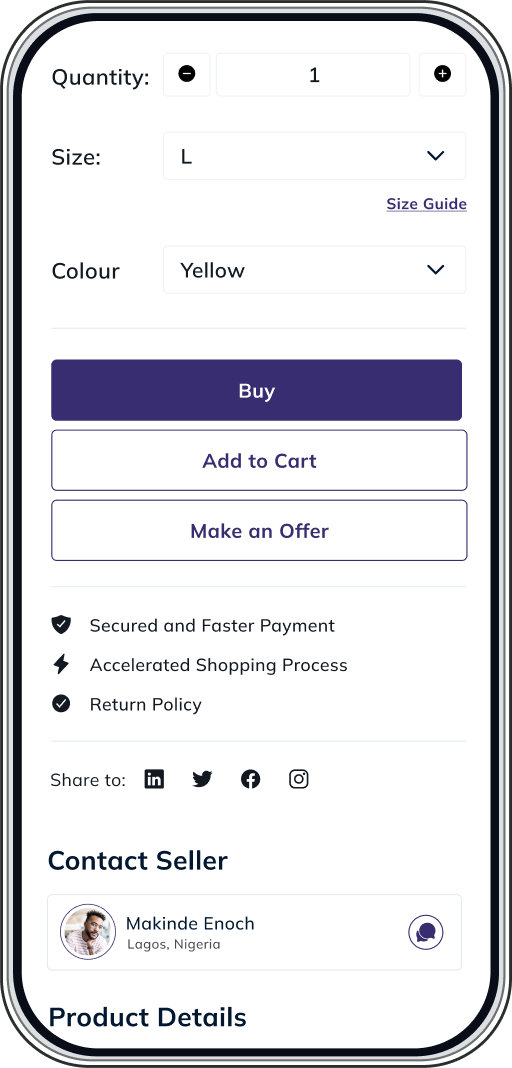 Quantity: 1
Size: L
Size Guide
Colour Yellow
Buy
Add to Cart
Make an Offer
Secured and Faster Payment
Accelerated Shopping Process
Return Policy
Share to:
Contact Seller
Makinde Enoch
Lagos, Nigeria
Product Details